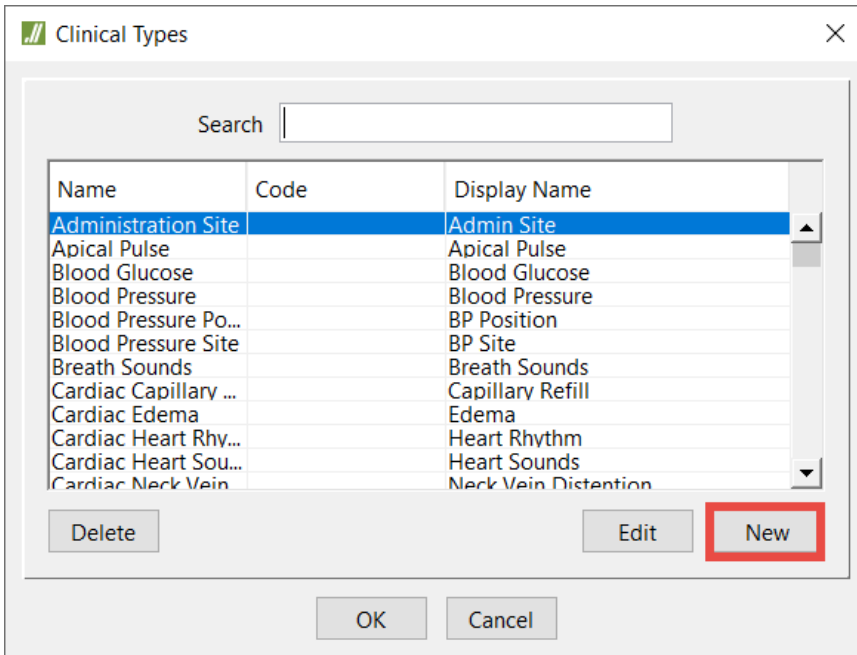 Clinical Types
Search
Name Code Display Name
Administration Site Admin Site
Apical Pulse Apical Pulse
Blood Glucose Blood Glucose
Blood Pressure Blood Pressure
Blood Pressure Po... BP Position
Blood Pressure Site BP Site
Breath Sounds Breath Sounds
Cardiac Capillary ... Capillary Refill
Cardiac Edema Edema
Cardiac Heart Rhy... Heart Rhythm
Cardiac Heart Sou... Heart Sounds
Cardiac Neck Vein Neck Vein Distention
Delete Edit New
OK Cancel